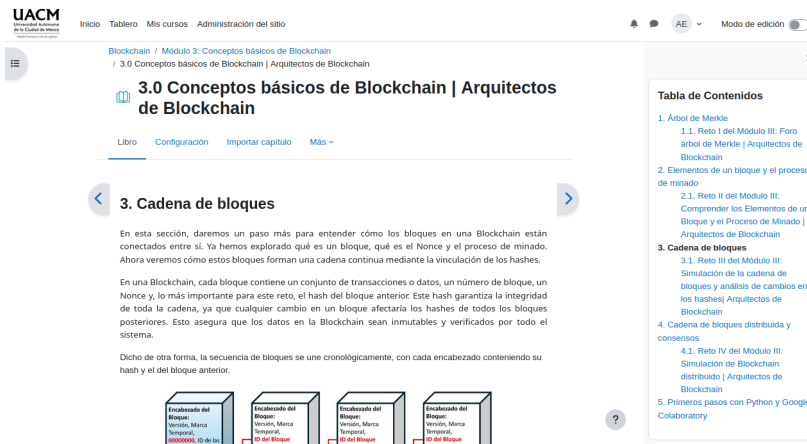 UACM
Universidad Autónoma
de la Ciudad de México
Inicio Tablero Mis cursos Administración del sitio
AE
Modo de edición
Blockchain / Módulo 3: Conceptos básicos de Blockchain
/ 3.0 Conceptos básicos de Blockchain | Arquitectos de Blockchain
3.0 Conceptos básicos de Blockchain | Arquitectos
de Blockchain
Libro Configuración Importar capítulo Más
3. Cadena de bloques
En esta sección, daremos un paso más para entender cómo los bloques en una Blockchain están
conectados entre sí. Ya hemos explorado qué es un bloque, qué es el Nonce y el proceso de minado.
Ahora veremos cómo estos bloques forman una cadena continua mediante la vinculación de los hashes.
En una Blockchain, cada bloque contiene un conjunto de transacciones o datos, un número de bloque, un
Nonce y, lo más importante para este reto, el hash del bloque anterior. Este hash garantiza la integridad
de toda la cadena, ya que cualquier cambio en un bloque afectaría los hashes de todos los bloques
posteriores. Esto asegura que los datos en la Blockchain sean inmutables y verificados por todo el
sistema.
Dicho de otra forma, la secuencia de bloques se une cronológicamente, con cada encabezado conteniendo su
hash y el del bloque anterior.
Encabezado del
Bloque:
Versión, Marca
Temporal,
00000000, ID de las
Encabezado del
Bloque:
Versión, Marca
Temporal,
ID del Bloque
Encabezado del
Bloque:
Versión, Marca
Temporal,
ID del Bloque
Encabezado del
Bloque:
Versión, Marca
Temporal,
ID del Bloque
Tabla de Contenidos
1. Árbol de Merkle
1.1. Reto I del Módulo III: Foro
árbol de Merkle | Arquitectos de
Blockchain
2. Elementos de un bloque y el proceso
de minado
2.1. Reto II del Módulo III:
Comprender los Elementos de un
Bloque y el Proceso de Minado |
Arquitectos de Blockchain
3. Cadena de bloques
3.1. Reto III del Módulo III:
Simulación de la cadena de
bloques y análisis de cambios en
los hashes| Arquitectos de
Blockchain
4. Cadena de bloques distribuida y
consensos
4.1. Reto IV del Módulo III:
Simulación de Blockchain
distribuido | Arquitectos de
Blockchain
5. Primeros pasos con Python y Google
Colaboratory
?